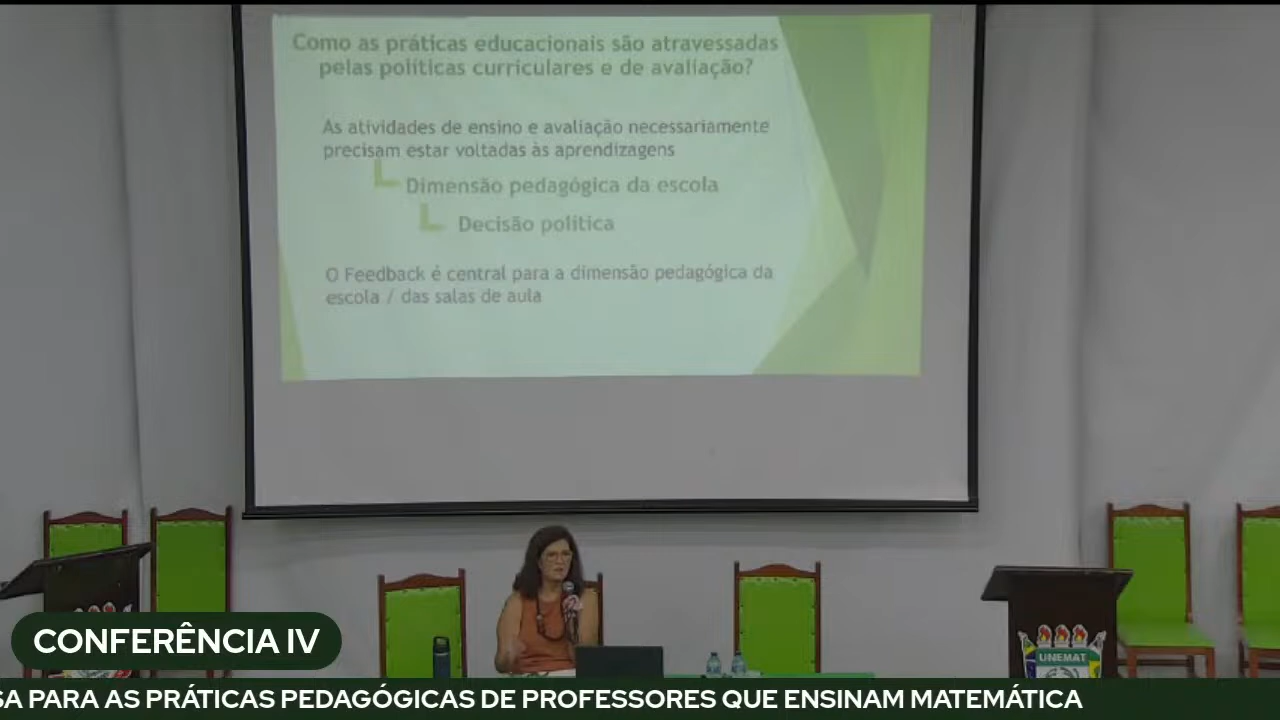 Como as práticas educacionais são atravessadas
pelas políticas curriculares e de avaliação?
As atividades de ensino e avaliação necessariamente
precisam estar voltadas às aprendizagens
Dimensão pedagógica da escola
Decisão política
O Feedback é central para a dimensão pedagógica da
escola / das salas de aula
UNEMAT
CONFERÊNCIA IV
SA PARA AS PRÁTICAS PEDAGÓGICAS DE PROFESSORES QUE ENSINAM MATEMÁTICA